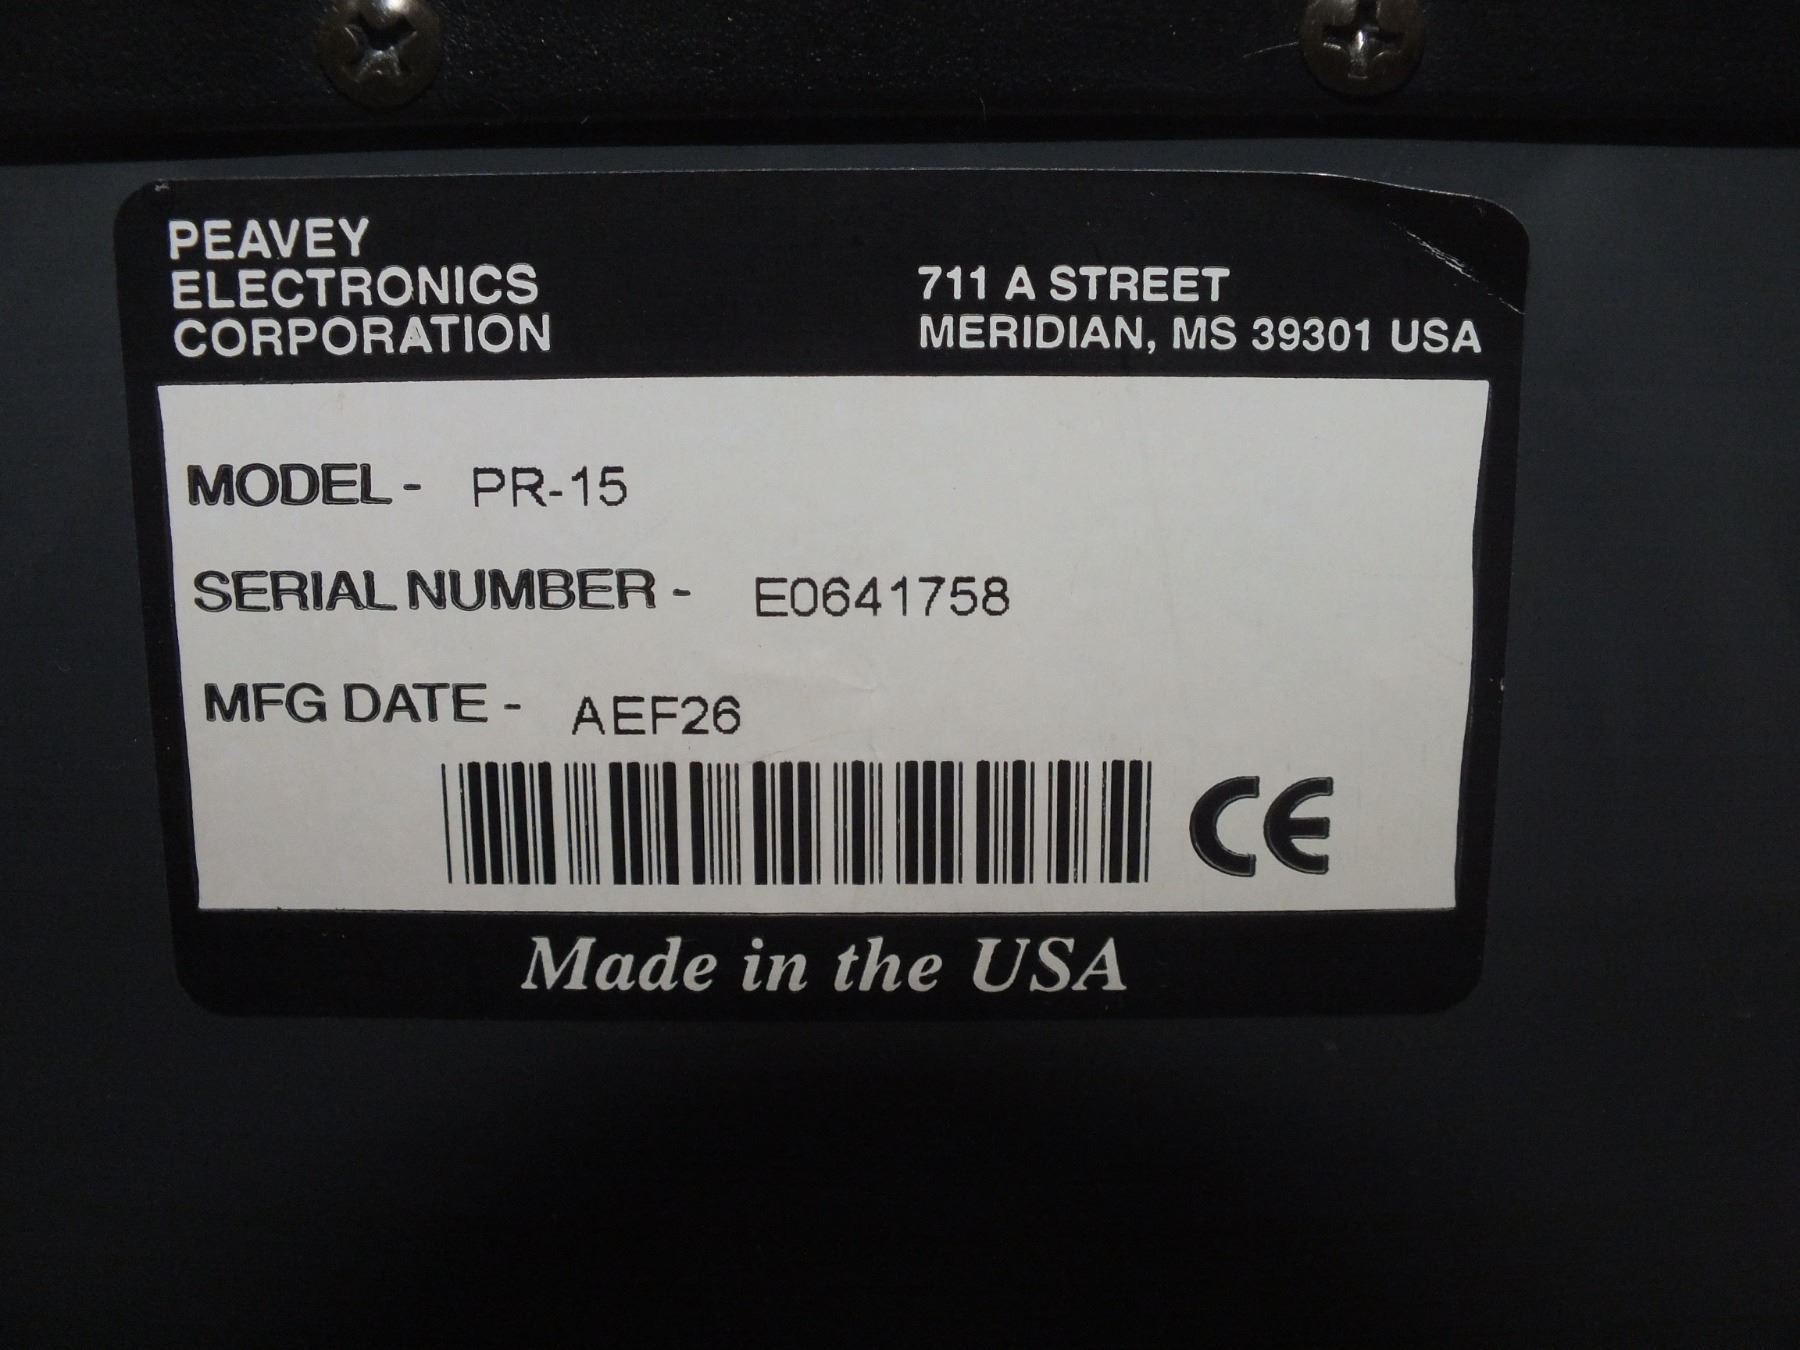 PEAVEY
ELECTRONICS
CORPORATION
711 A STREET
MERIDIAN, MS 39301 USA
MODEL - PR-15
SERIAL NUMBER - E0641758
MFG DATE - AEF26
CE
Made in the USA